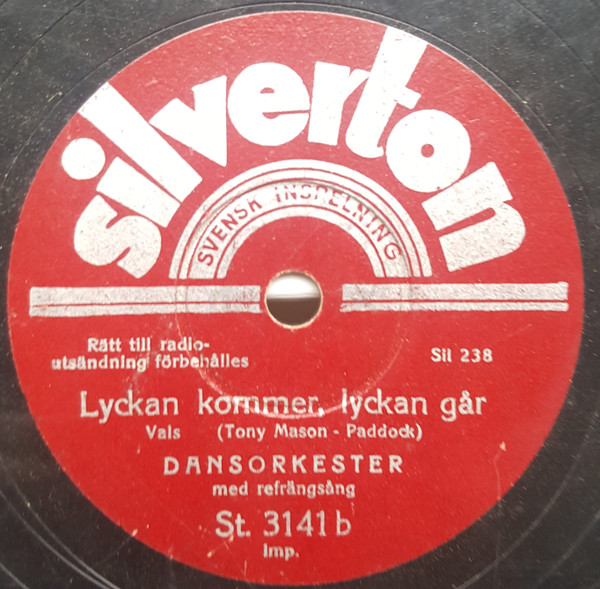 silverton
SVENSK INSPELNING
Rätt till radio-
utsändning förbehålles
Sil 238
Lyckan kommer, lyckan går
Vals (Tony Mason - Paddock)
DANSORKESTER
med refrängsång
St. 3141 b
Imp.